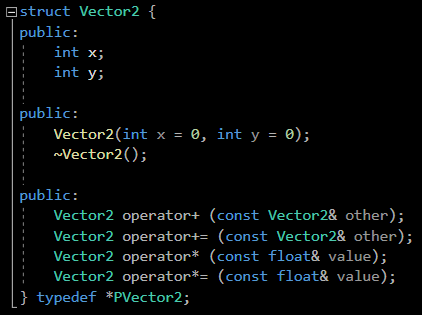 struct Vector2 {
public:
int x;
int y;
public:
Vector2(int x = 0, int y = 0);
~Vector2();
public:
Vector2 operator+ (const Vector2& other);
Vector2 operator+= (const Vector2& other);
Vector2 operator* (const float& value);
Vector2 operator*= (const float& value);
} typedef *PVector2;